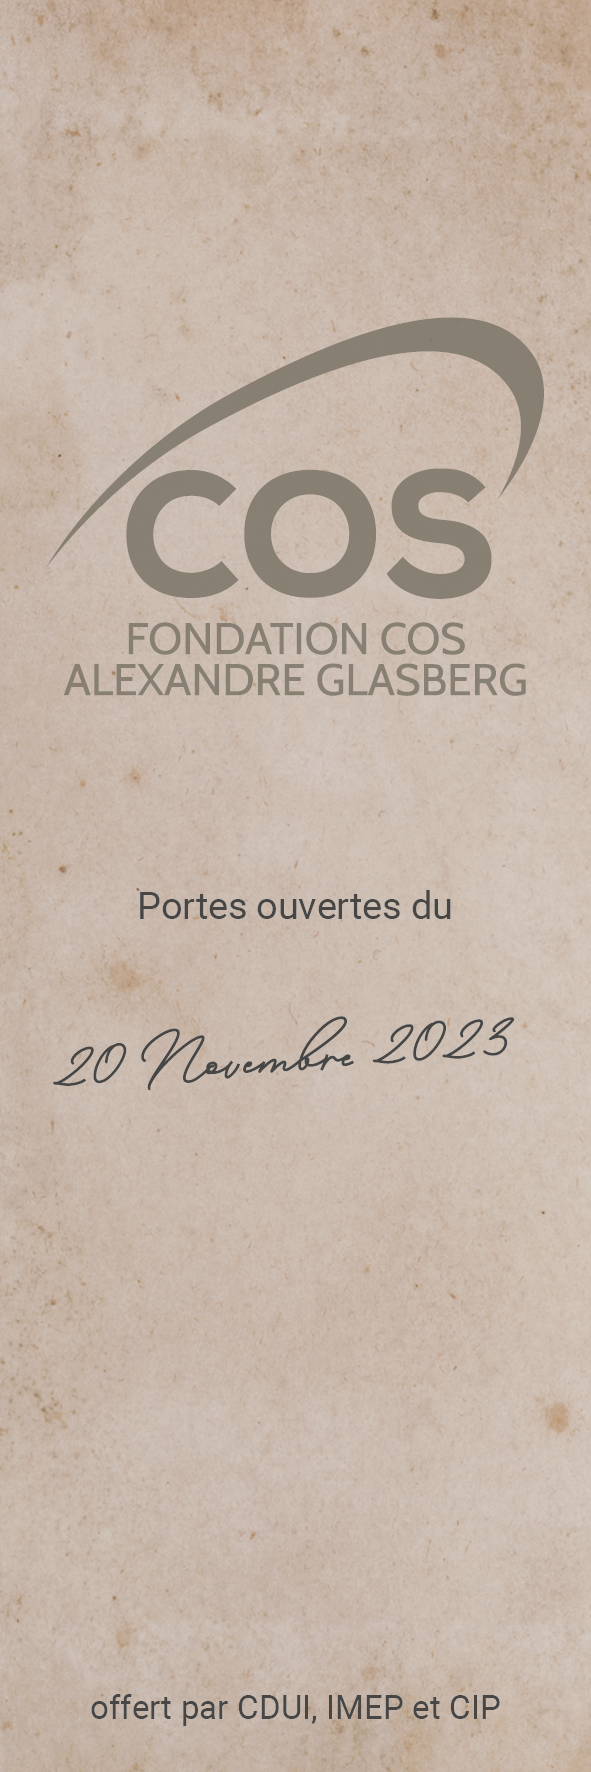 COS
FONDATION COS
ALEXANDRE GLASBERG
Portes ouvertes du
20 Novembre 2023
offert par CDUI, IMEP et CIP